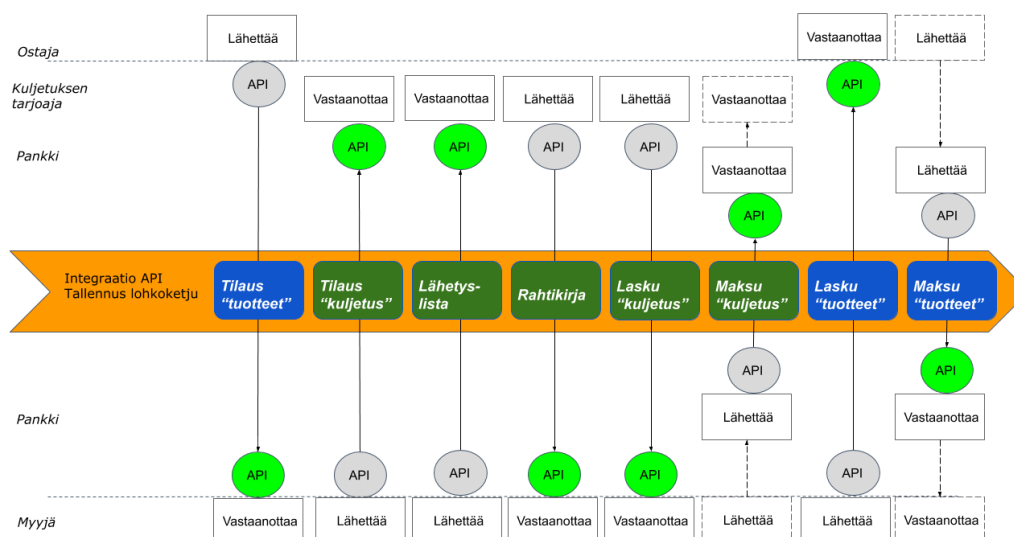 Ostaja
Lähettää
Vastaanottaa
Lähettää
API
API
Kuljetuksen
tarjoaja
Vastaanottaa
Vastaanottaa
Lähettää
Lähettää
Vastaanottaa
Pankki
API
API
API
API
Vastaanottaa
Lähettää
API
API
Integraatio API
Tallennus lohkoketju
Tilaus
“tuotteet”
Tilaus
“kuljetus”
Lähetys-
lista
Rahtikirja
Lasku
“kuljetus”
Maksu
“kuljetus”
Lasku
“tuotteet”
Maksu
“tuotteet”
API
API
Pankki
Lähettää
Vastaanottaa
API
API
API
API
API
API
Myyjä
Vastaanottaa
Lähettää
Lähettää
Vastaanottaa
Vastaanottaa
Lähettää
Lähettää
Vastaanottaa